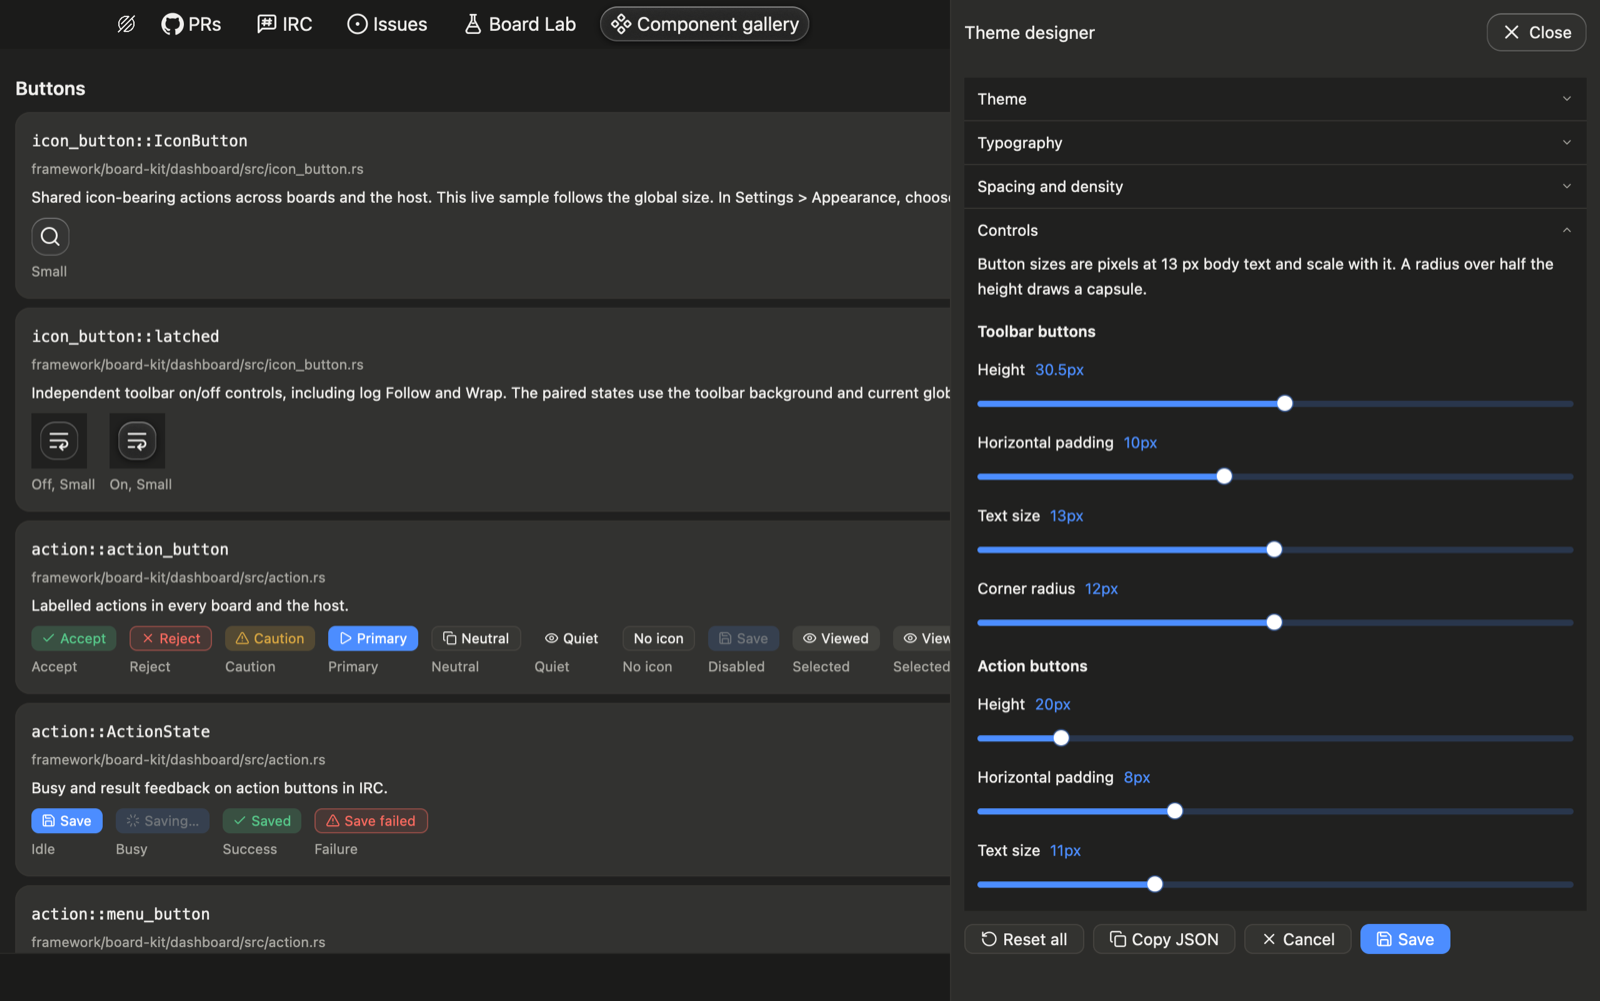 PRs
IRC
Issues
Board Lab
Component gallery
Buttons
icon_button::IconButton
framework/board-kit/dashboard/src/icon_button.rs
Shared icon-bearing actions across boards and the host. This live sample follows the global size. In Settings > Appearance,
Small
icon_button::latched
framework/board-kit/dashboard/src/icon_button.rs
Independent toolbar on/off controls, including log Follow and Wrap. The paired states use the toolbar background and current
Off, Small
On, Small
action::action_button
framework/board-kit/dashboard/src/action.rs
Labelled actions in every board and the host.
Accept
Reject
Caution
Primary
Neutral
Quiet
No icon
Save
Viewed
Accept
Reject
Caution
Primary
Neutral
Quiet
No icon
Disabled
Selected
Selected
action::ActionState
framework/board-kit/dashboard/src/action.rs
Busy and result feedback on action buttons in IRC.
Save
Saving...
Saved
Save failed
Idle
Busy
Success
Failure
action::menu_button
framework/board-kit/dashboard/src/action.rs
Theme designer
Close
Theme
Typography
Spacing and density
Controls
Button sizes are pixels at 13 px body text and scale with it. A radius over half the
height draws a capsule.
Toolbar buttons
Height 30.5px
Horizontal padding 10px
Text size 13px
Corner radius 12px
Action buttons
Height 20px
Horizontal padding 8px
Text size 11px
Reset all
Copy JSON
Cancel
Save